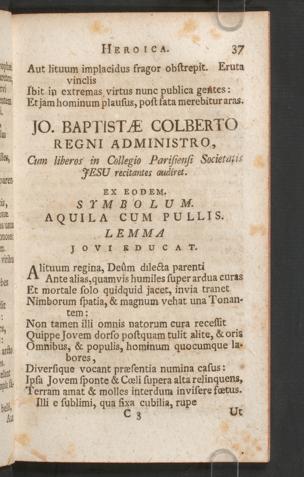 HEROICA. 37
Aut lituum implacidus fragor obſtrepit. Eruta
vinclis
Ibit in extremas virtus nunc publica gentes:
Et jam hominum plauſus, poſt fata merebitur aras.
JO. BAPTISTÆ COLBERTO
REGNI ADMINISTRO,
Cum liberos in Collegio Pariſienſi Societatis
JESU recitantes audiret.
EX EODEM.
SYMBOLUM.
AQUILA CUM PULLIS.
LEMMA
JOVI EDUCAT.
Alituum regina, Deûm dilecta parenti
Ante alias, quamvis humiles ſuper ardua curas
Et mortale ſolo quidquid jacet, invia tranet
Nimborum ſpatia, & magnum vehat una Tonan-
tem:
Non tamen illi omnis natorum cura receſſit
Quippe Jovem dorſo poſtquam tulit alite, & oris
Omnibus, & populis, hominum quocumque la-
bores,
Diverſique vocant præſentia numina caſus:
Ipſa Jovem ſponte & Cœli ſupera alta relinquens,
Terram amat & molles interdum inviſere fœtus.
Illi e ſublimi, qua fixa cubilia, rupe
C 3 Ut